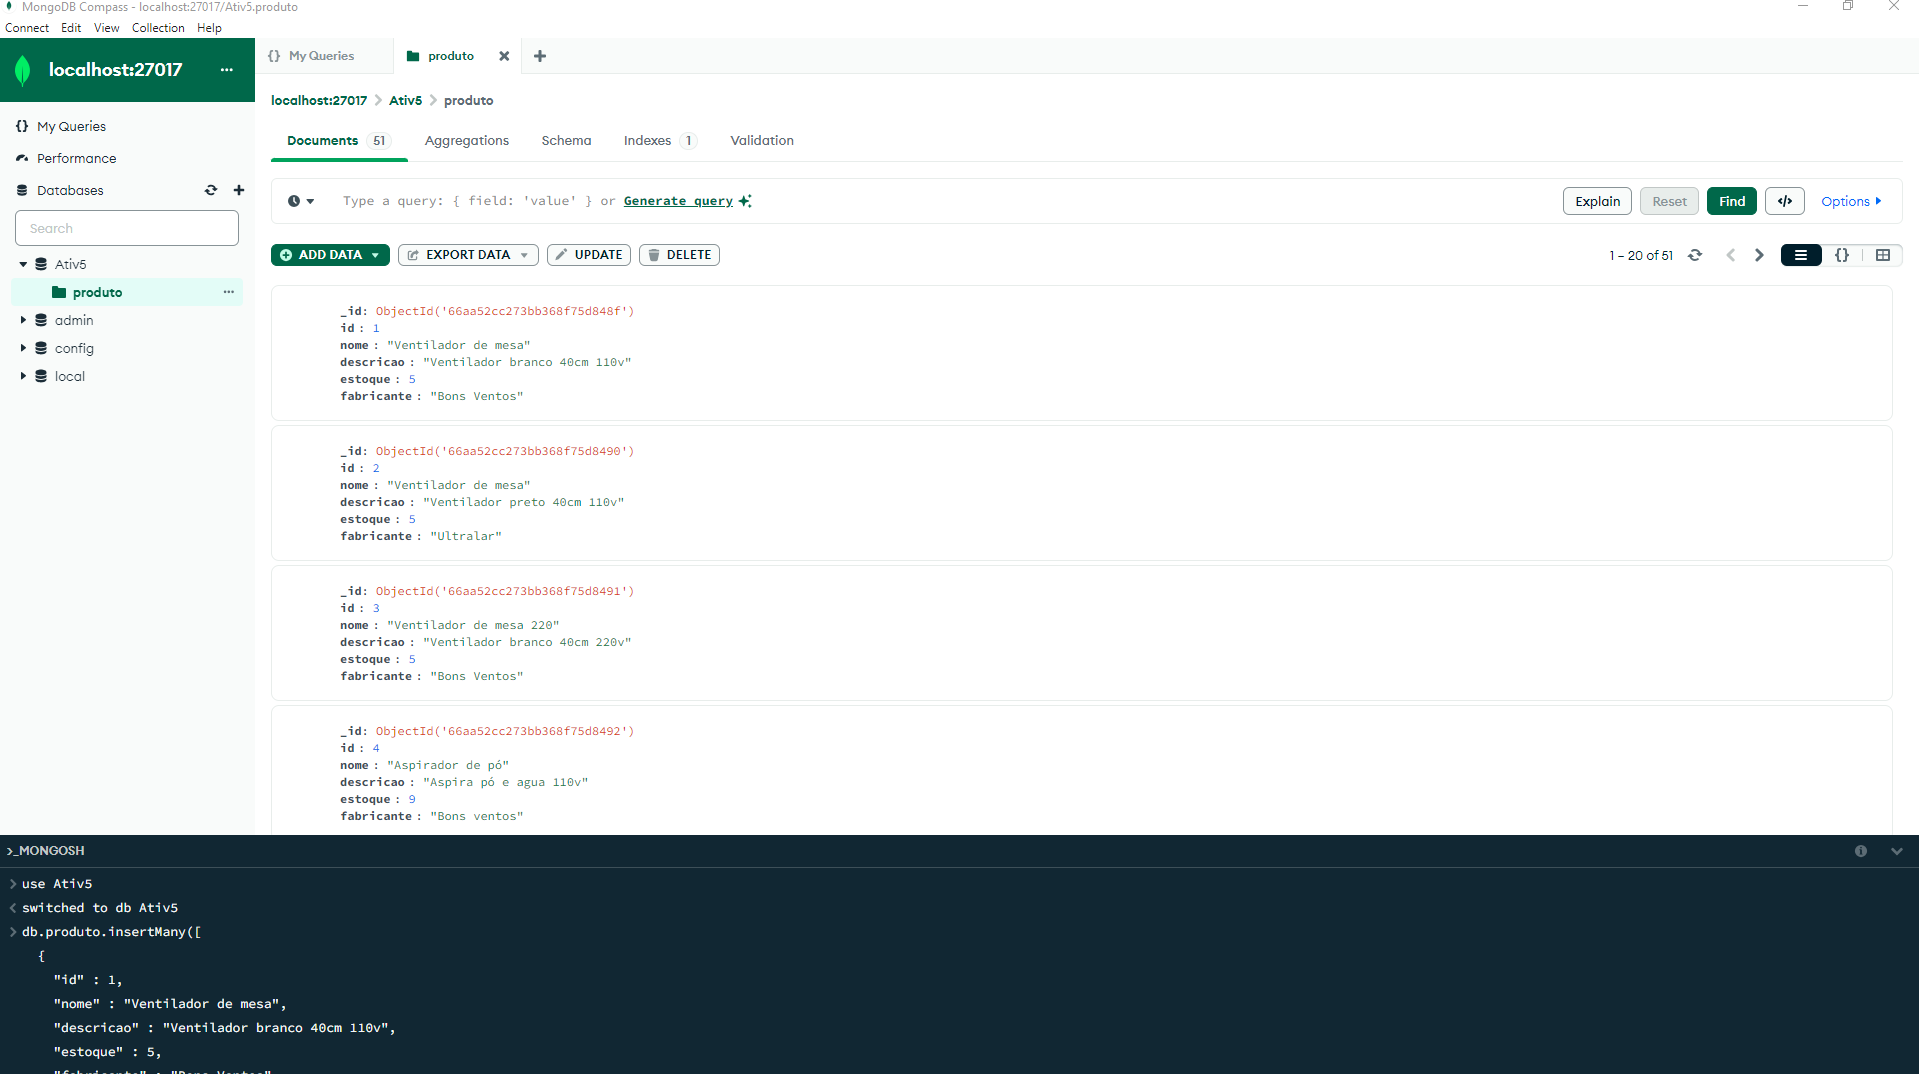 MongoDB Compass - localhost:27017/Ativ5.produto
Connect Edit View Collection Help
localhost:27017 ...
My Queries
produto
localhost:27017 > Ativ5 > produto
My Queries
Performance
Databases
Search
Ativ5
produto ...
admin
config
local
Documents 51 Aggregations Schema Indexes 1 Validation
Type a query: { field: 'value' } or Generate query
Explain Reset Find </> Options
ADD DATA EXPORT DATA UPDATE DELETE
1 – 20 of 51 {}
_id: ObjectId('66aa52cc273bb368f75d848f')
id : 1
nome : "Ventilador de mesa"
descricao : "Ventilador branco 40cm 110v"
estoque : 5
fabricante : "Bons Ventos"
_id: ObjectId('66aa52cc273bb368f75d8490')
id : 2
nome : "Ventilador de mesa"
descricao : "Ventilador preto 40cm 110v"
estoque : 5
fabricante : "Ultralar"
_id: ObjectId('66aa52cc273bb368f75d8491')
id : 3
nome : "Ventilador de mesa 220"
descricao : "Ventilador branco 40cm 220v"
estoque : 5
fabricante : "Bons Ventos"
_id: ObjectId('66aa52cc273bb368f75d8492')
id : 4
nome : "Aspirador de pó"
descricao : "Aspira pó e agua 110v"
estoque : 9
fabricante : "Bons ventos"
>_MONGOSH
> use Ativ5
< switched to db Ativ5
> db.produto.insertMany([
{
"id" : 1,
"nome" : "Ventilador de mesa",
"descricao" : "Ventilador branco 40cm 110v",
"estoque" : 5,
"fabricante" : "Bons Ventos"